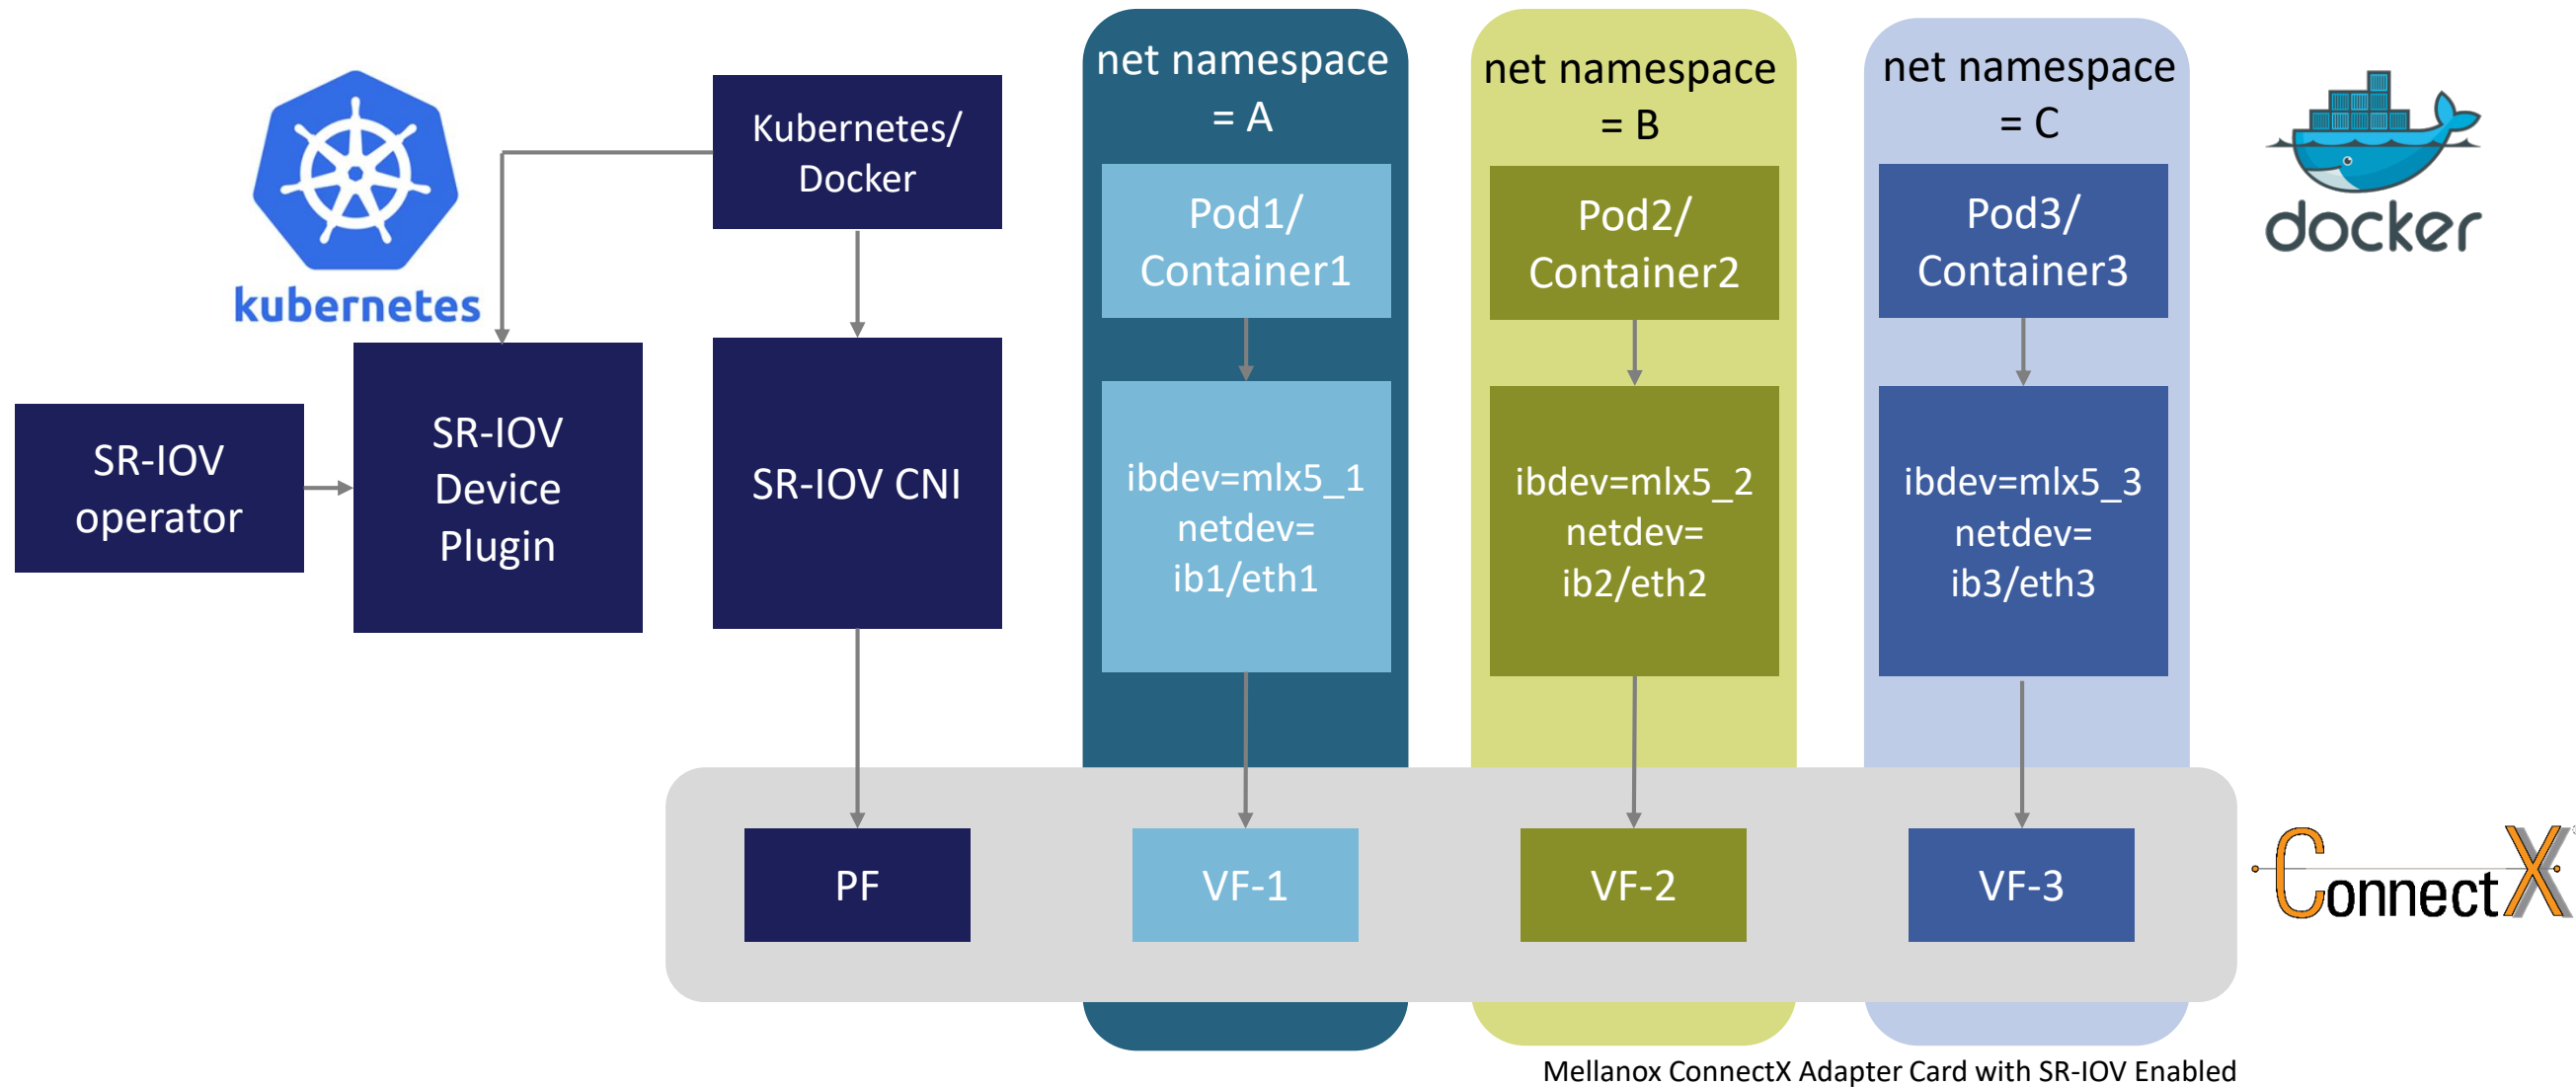 kubernetes
Kubernetes/
Docker
SR-IOV
operator
SR-IOV
Device
Plugin
SR-IOV CNI
PF
net namespace
= A
Pod1/
Container1
ibdev=mlx5_1
netdev=
ib1/eth1
VF-1
net namespace
= B
Pod2/
Container2
ibdev=mlx5_2
netdev=
ib2/eth2
VF-2
net namespace
= C
Pod3/
Container3
ibdev=mlx5_3
netdev=
ib3/eth3
VF-3
docker
ConnectX
Mellanox ConnectX Adapter Card with SR-IOV Enabled